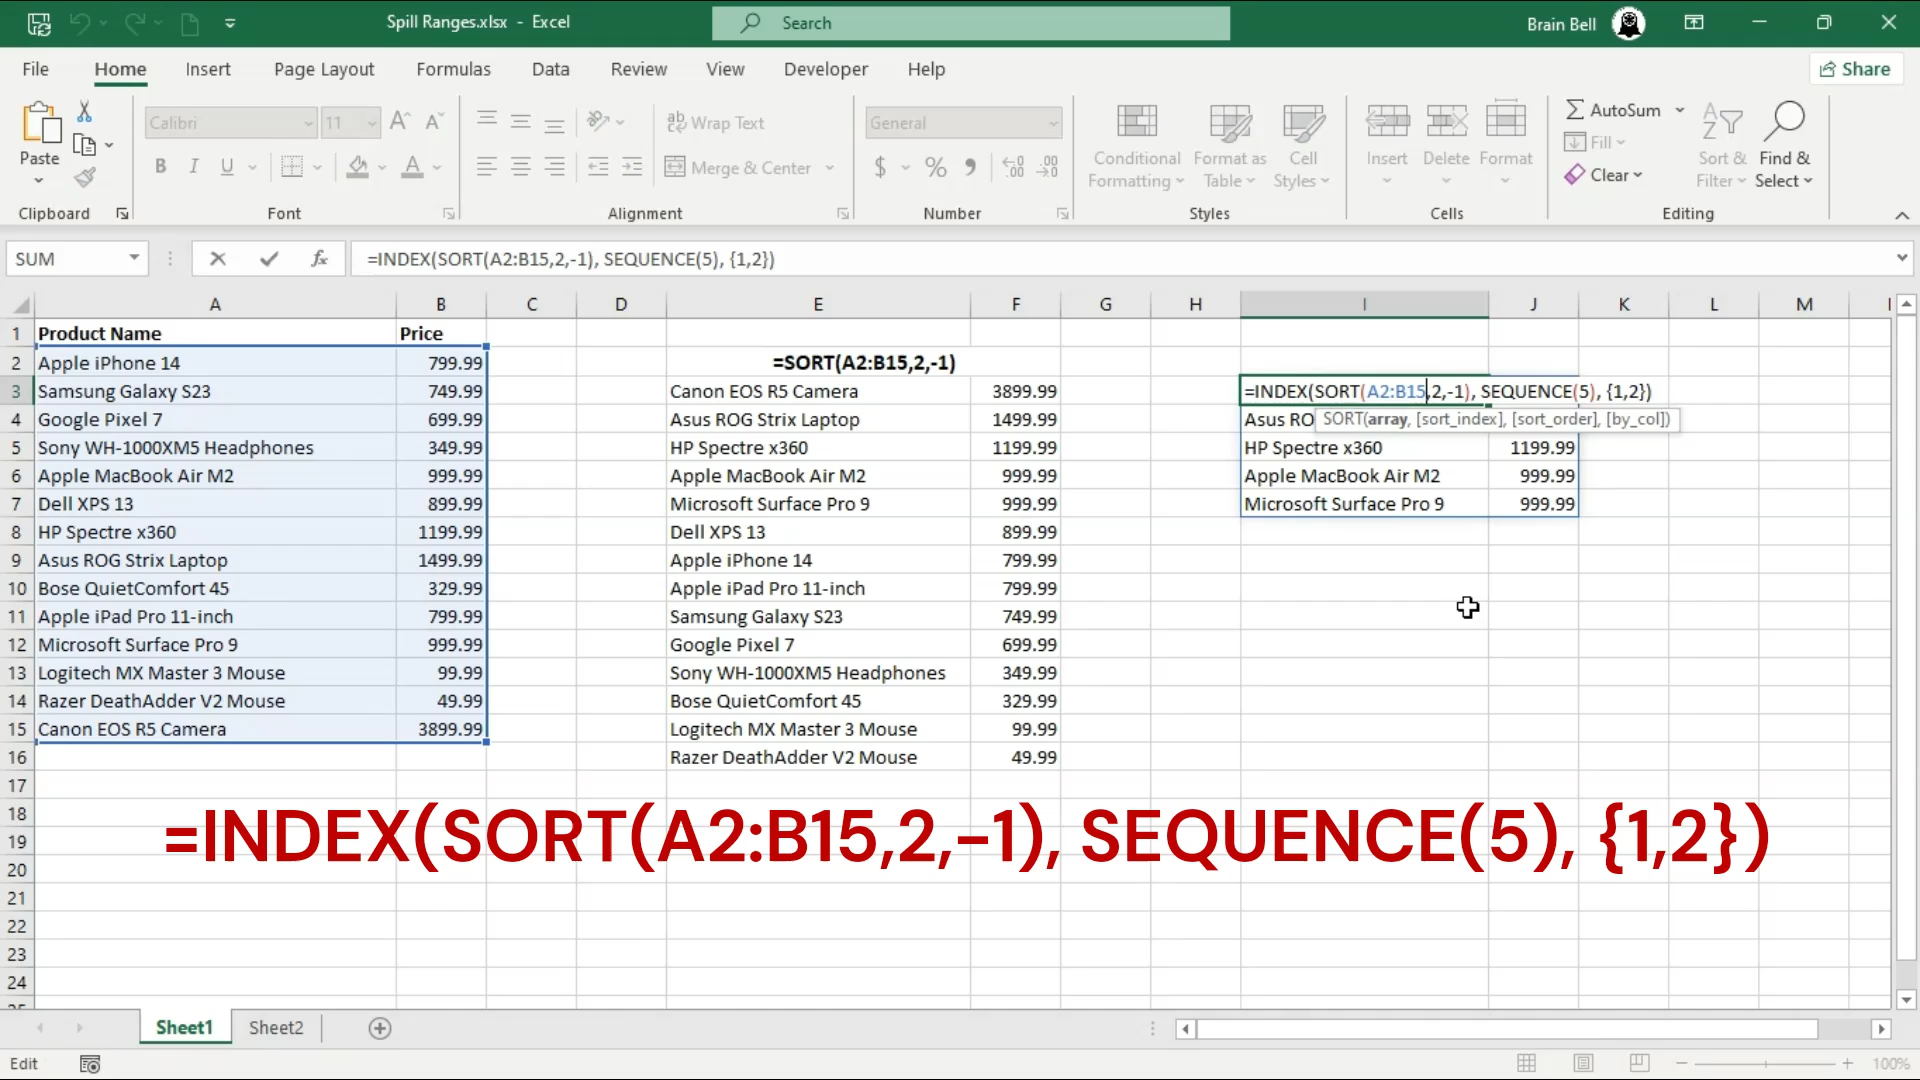 Spill Ranges.xlsx - Excel
Search
Brain Bell
File Home Insert Page Layout Formulas Data Review View Developer Help
Share
Paste
Clipboard
Calibri 11
B I U
Font
ab Wrap Text
Merge & Center
Alignment
General
$ % 9
Number
Conditional Formatting
Format as Table
Cell Styles
Styles
Insert Delete Format
Cells
AutoSum
Fill
Clear
Sort & Filter
Find & Select
Editing
SUM
fx
=INDEX(SORT(A2:B15,2,-1), SEQUENCE(5), {1,2})
A B C D E F G H I J K L M
1 Product Name Price
2 Apple iPhone 14 799.99 =SORT(A2:B15,2,-1)
3 Samsung Galaxy S23 749.99 Canon EOS R5 Camera 3899.99 =INDEX(SORT(A2:B15,2,-1), SEQUENCE(5), {1,2})
4 Google Pixel 7 699.99 Asus ROG Strix Laptop 1499.99 Asus RO SORT(array, [sort_index], [sort_order], [by_col])
5 Sony WH-1000XM5 Headphones 349.99 HP Spectre x360 1199.99 HP Spectre x360 1199.99
6 Apple MacBook Air M2 999.99 Apple MacBook Air M2 999.99 Apple MacBook Air M2 999.99
7 Dell XPS 13 899.99 Microsoft Surface Pro 9 999.99 Microsoft Surface Pro 9 999.99
8 HP Spectre x360 1199.99 Dell XPS 13 899.99
9 Asus ROG Strix Laptop 1499.99 Apple iPhone 14 799.99
10 Bose QuietComfort 45 329.99 Apple iPad Pro 11-inch 799.99
11 Apple iPad Pro 11-inch 799.99 Samsung Galaxy S23 749.99
12 Microsoft Surface Pro 9 999.99 Google Pixel 7 699.99
13 Logitech MX Master 3 Mouse 99.99 Sony WH-1000XM5 Headphones 349.99
14 Razer DeathAdder V2 Mouse 49.99 Bose QuietComfort 45 329.99
15 Canon EOS R5 Camera 3899.99 Logitech MX Master 3 Mouse 99.99
16 Razer DeathAdder V2 Mouse 49.99
17
18
=INDEX(SORT(A2:B15,2,-1), SEQUENCE(5), {1,2})
19
20
21
22
23
24
Sheet1 Sheet2
Edit
100%